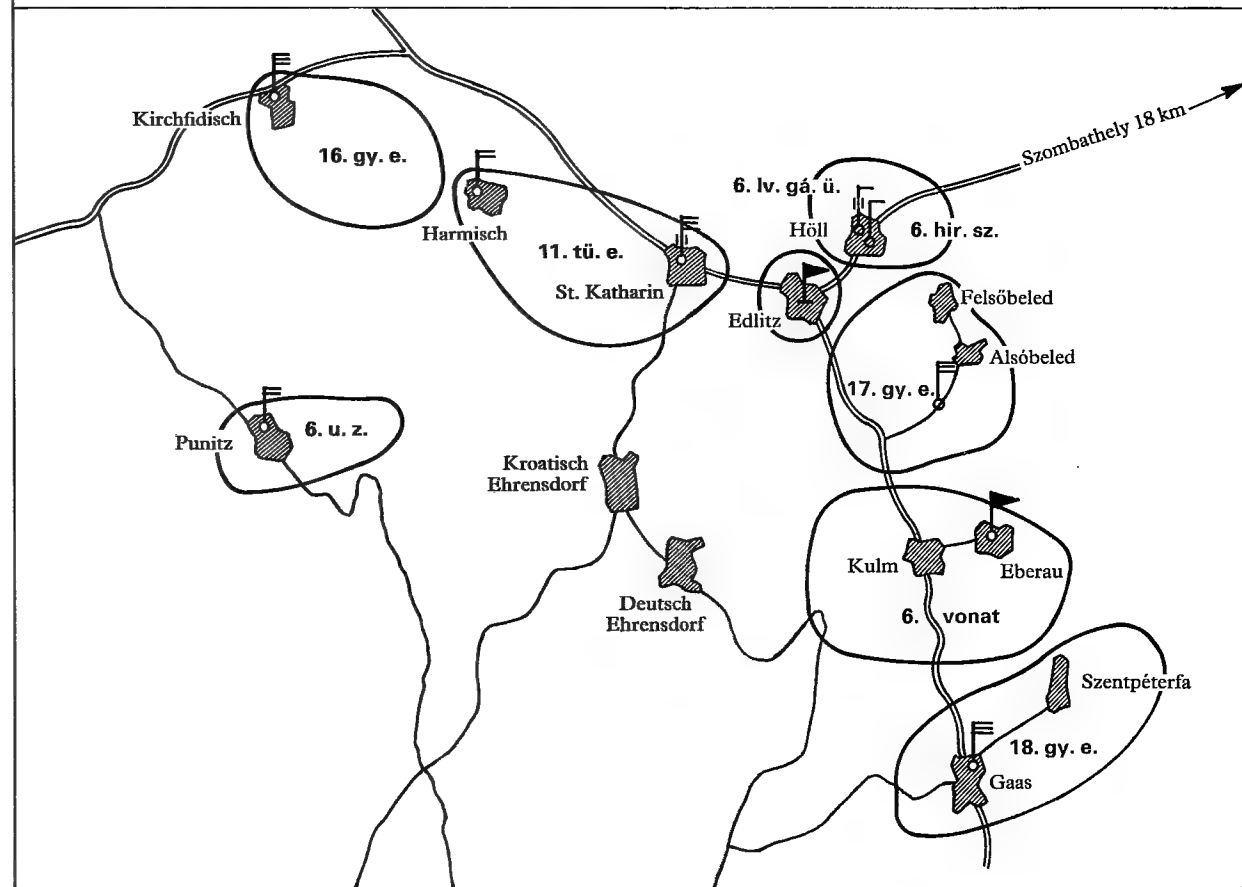 Szombathely 18 km
Kirchfidisch
16. gy. e.
6. lv. gá. ü.
Höll
6. hir. sz.
Harmisch
11. tü. e.
St. Katharin
Edlitz
Felsőbeled
Alsóbeled
17. gy. e.
Punitz
6. u. z.
Kroatisch
Ehrensdorf
Kulm
Eberau
Deutsch
Ehrensdorf
6. vonat
Szentpéterfa
18. gy. e.
Gaas